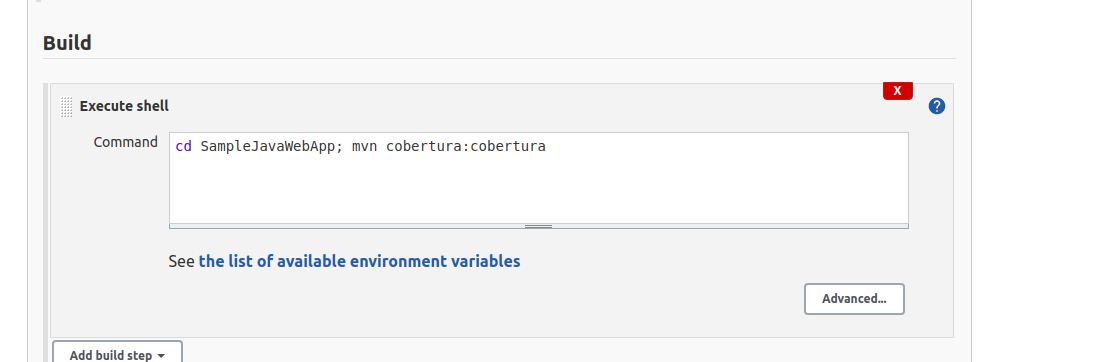 Build
X
Execute shell
?
Command
cd SampleJavaWebApp; mvn cobertura:cobertura
See the list of available environment variables
Advanced...
Add build step